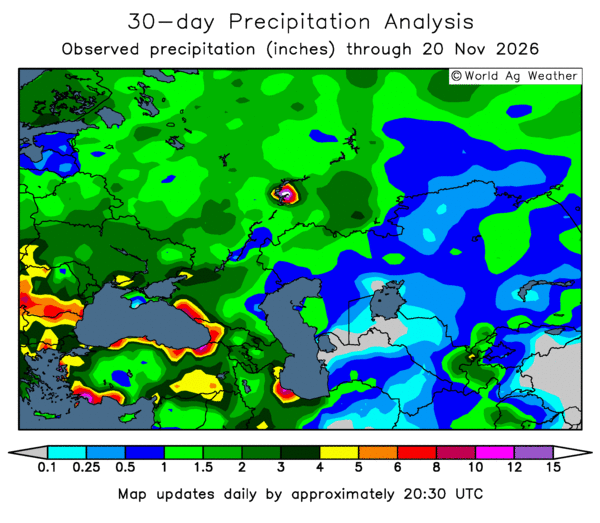 30-day Precipitation Analysis
Observed precipitation (inches) through 20 Nov 2026
© World Ag Weather
0.1 0.25 0.5 1 1.5 2 3 4 5 6 8 10 12 15
Map updates daily by approximately 20:30 UTC